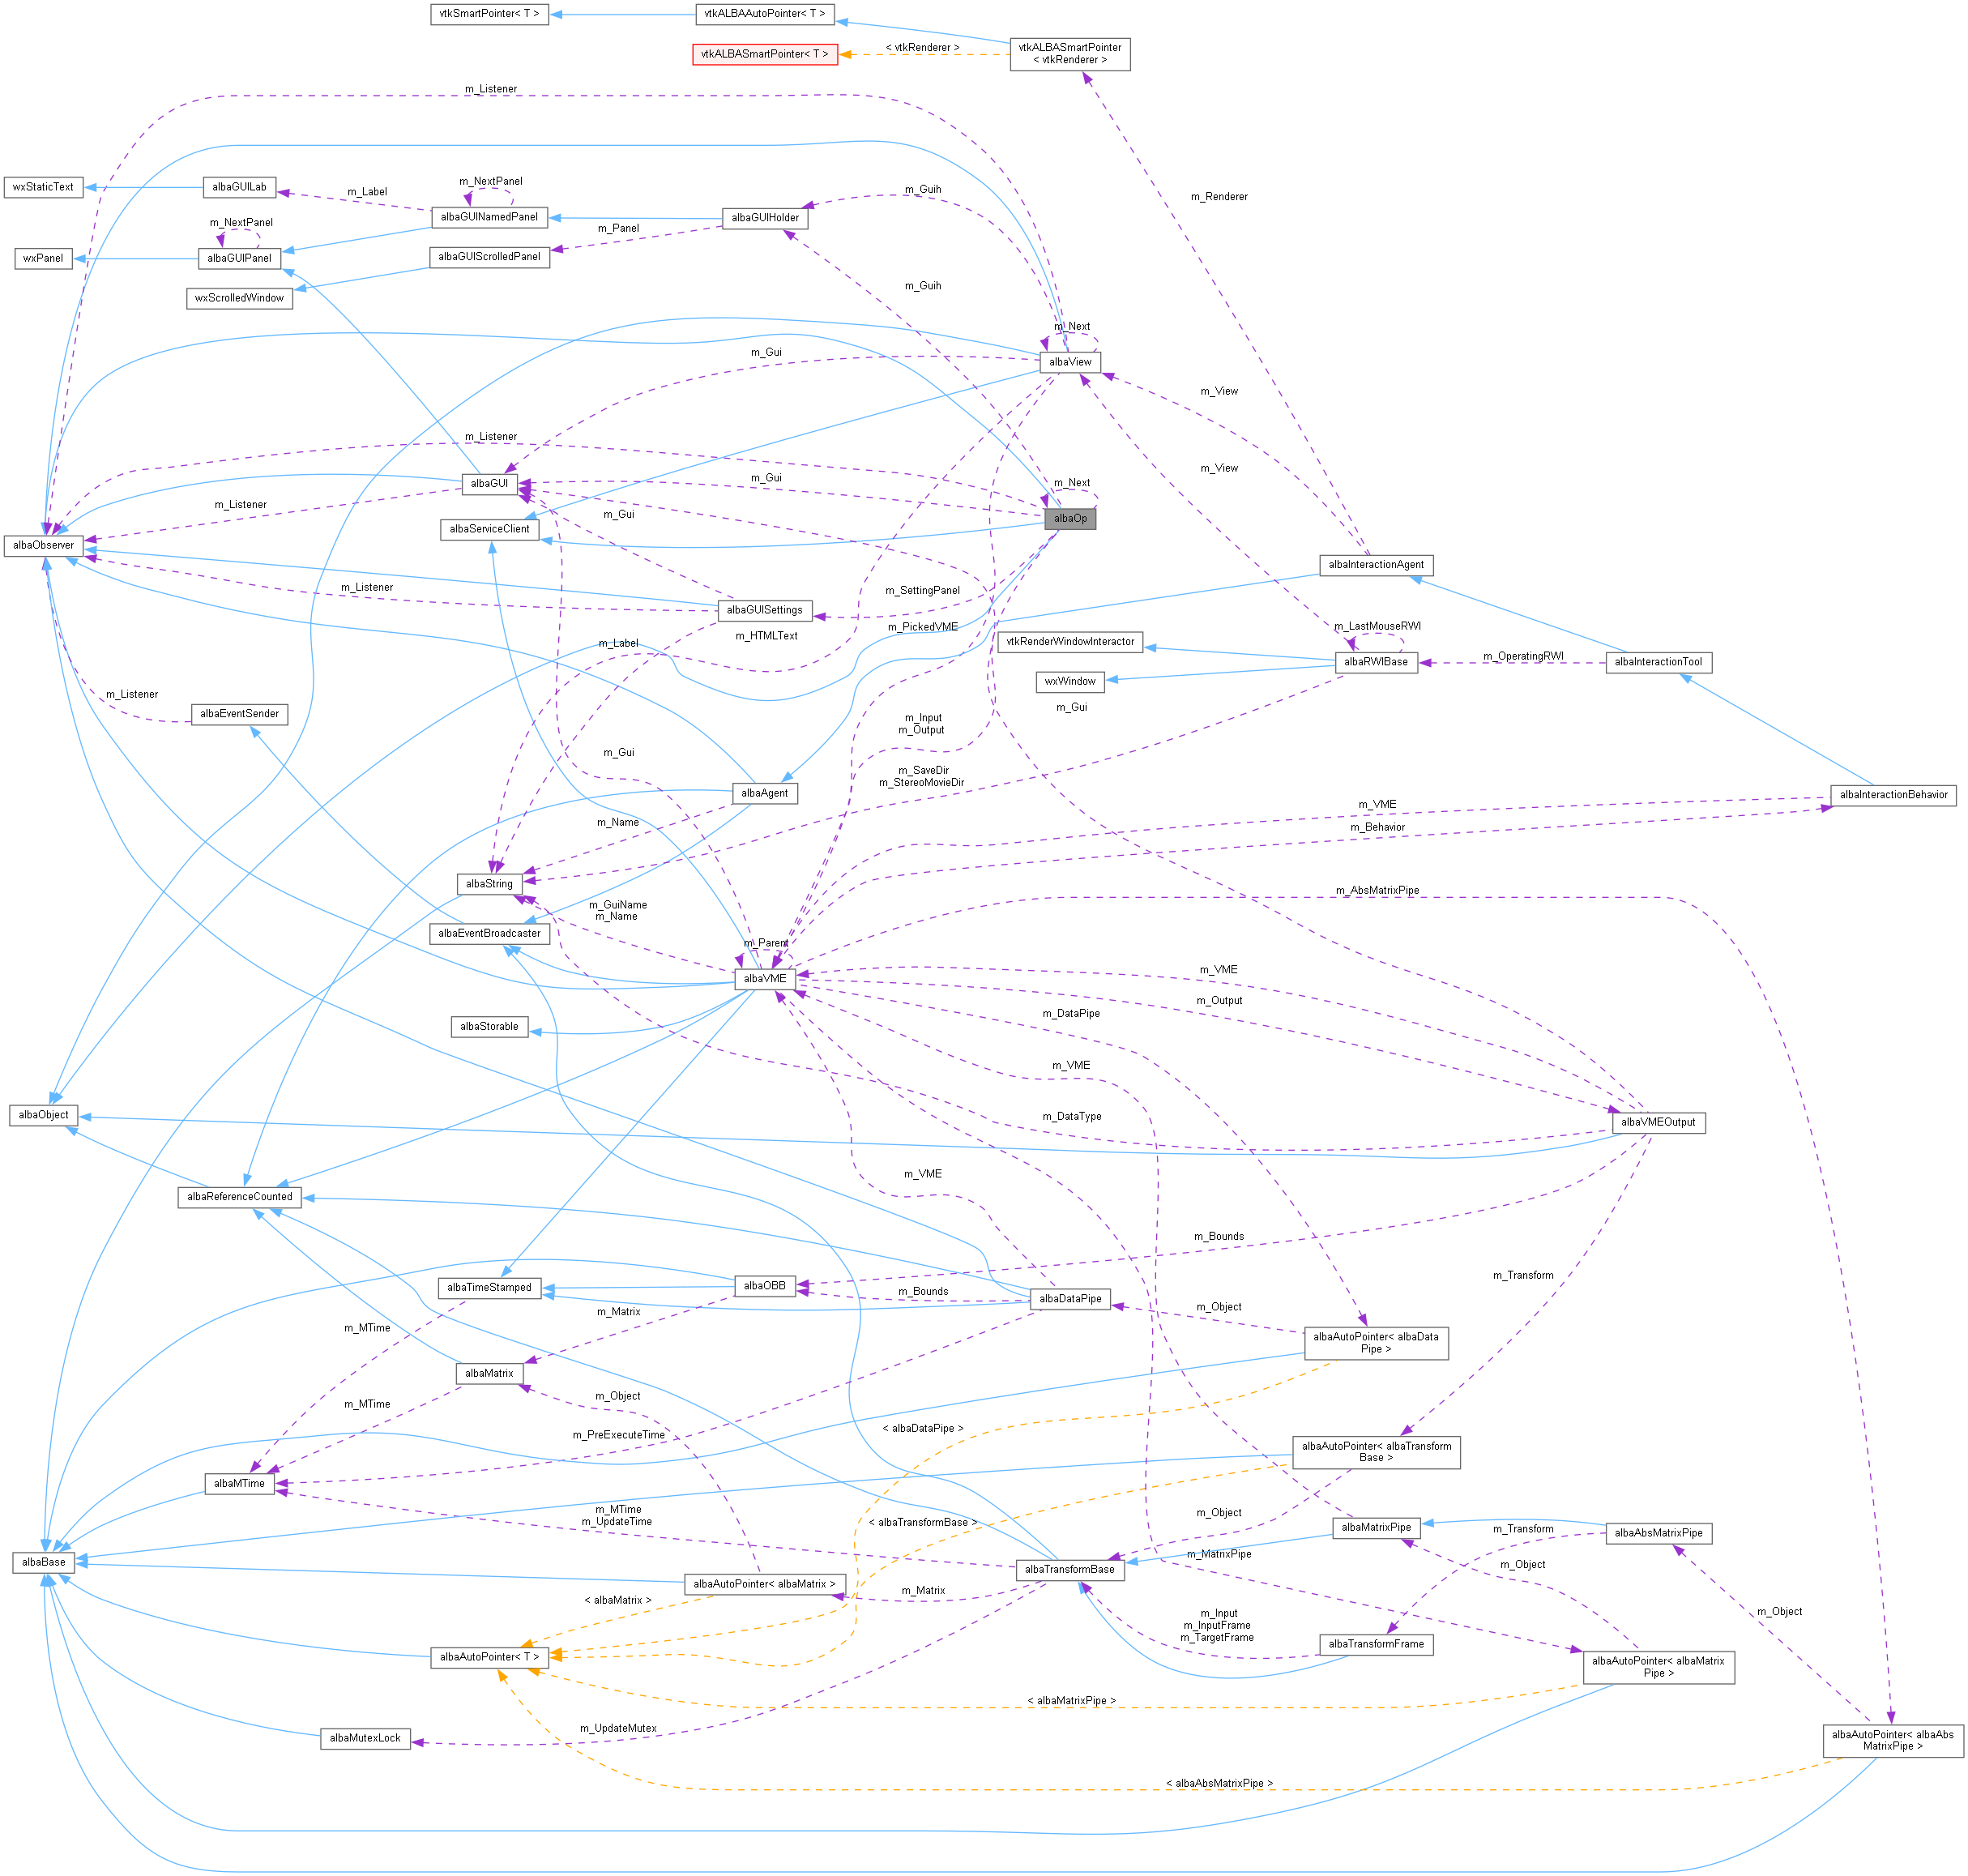 vtkSmartPointer< T >
vtkALBAAutoPointer< T >
vtkALBASmartPointer< T >
< vtkRenderer >
vtkALBASmartPointer
< vtkRenderer >
m_Listener
wxStaticText
albaGUILab
m_Label
m_NextPanel
albaGUINamedPanel
m_Guih
albaGUIHolder
m_Renderer
m_NextPanel
m_Panel
wxPanel
albaGUIPanel
albaGUIScrolledPanel
m_Guih
wxScrolledWindow
m_Next
albaView
m_Gui
m_View
m_Listener
m_View
m_Gui
m_Next
albaGUI
m_Listener
m_Gui
albaOp
albaServiceClient
albaObserver
albaInteractionAgent
m_Listener
m_SettingPanel
albaGUISettings
m_PickedVME
m_HTMLText
m_Label
m_LastMouseRWI
vtkRenderWindowInteractor
m_OperatingRWI
albaRWIBase
albaInteractionTool
wxWindow
m_Listener
albaEventSender
m_Gui
m_Input
m_Output
m_Gui
m_SaveDir
m_StereoMovieDir
albaAgent
albaInteractionBehavior
m_VME
m_Name
m_Behavior
albaString
m_AbsMatrixPipe
m_GuiName
m_Name
albaEventBroadcaster
m_Parent
albaVME
m_VME
m_Output
m_DataPipe
albaStorable
m_VME
albaObject
m_DataType
albaVMEOutput
m_VME
albaReferenceCounted
m_Bounds
m_Transform
albaTimeStamped
albaOBB
m_Bounds
albaDataPipe
m_Matrix
m_Object
m_MTime
albaAutoPointer< albaData
Pipe >
albaMatrix
m_Object
m_MTime
< albaDataPipe >
m_PreExecuteTime
albaAutoPointer< albaTransform
Base >
albaMTime
m_MTime
m_UpdateTime
m_Object
< albaTransformBase >
albaMatrixPipe
m_Transform
albaAbsMatrixPipe
albaBase
m_MatrixPipe
m_Object
albaTransformBase
albaAutoPointer< albaMatrix >
m_Matrix
< albaMatrix >
m_Input
m_InputFrame
m_TargetFrame
m_Object
albaTransformFrame
albaAutoPointer< T >
albaAutoPointer< albaMatrix
Pipe >
< albaMatrixPipe >
albaMutexLock
m_UpdateMutex
albaAutoPointer< albaAbs
MatrixPipe >
< albaAbsMatrixPipe >